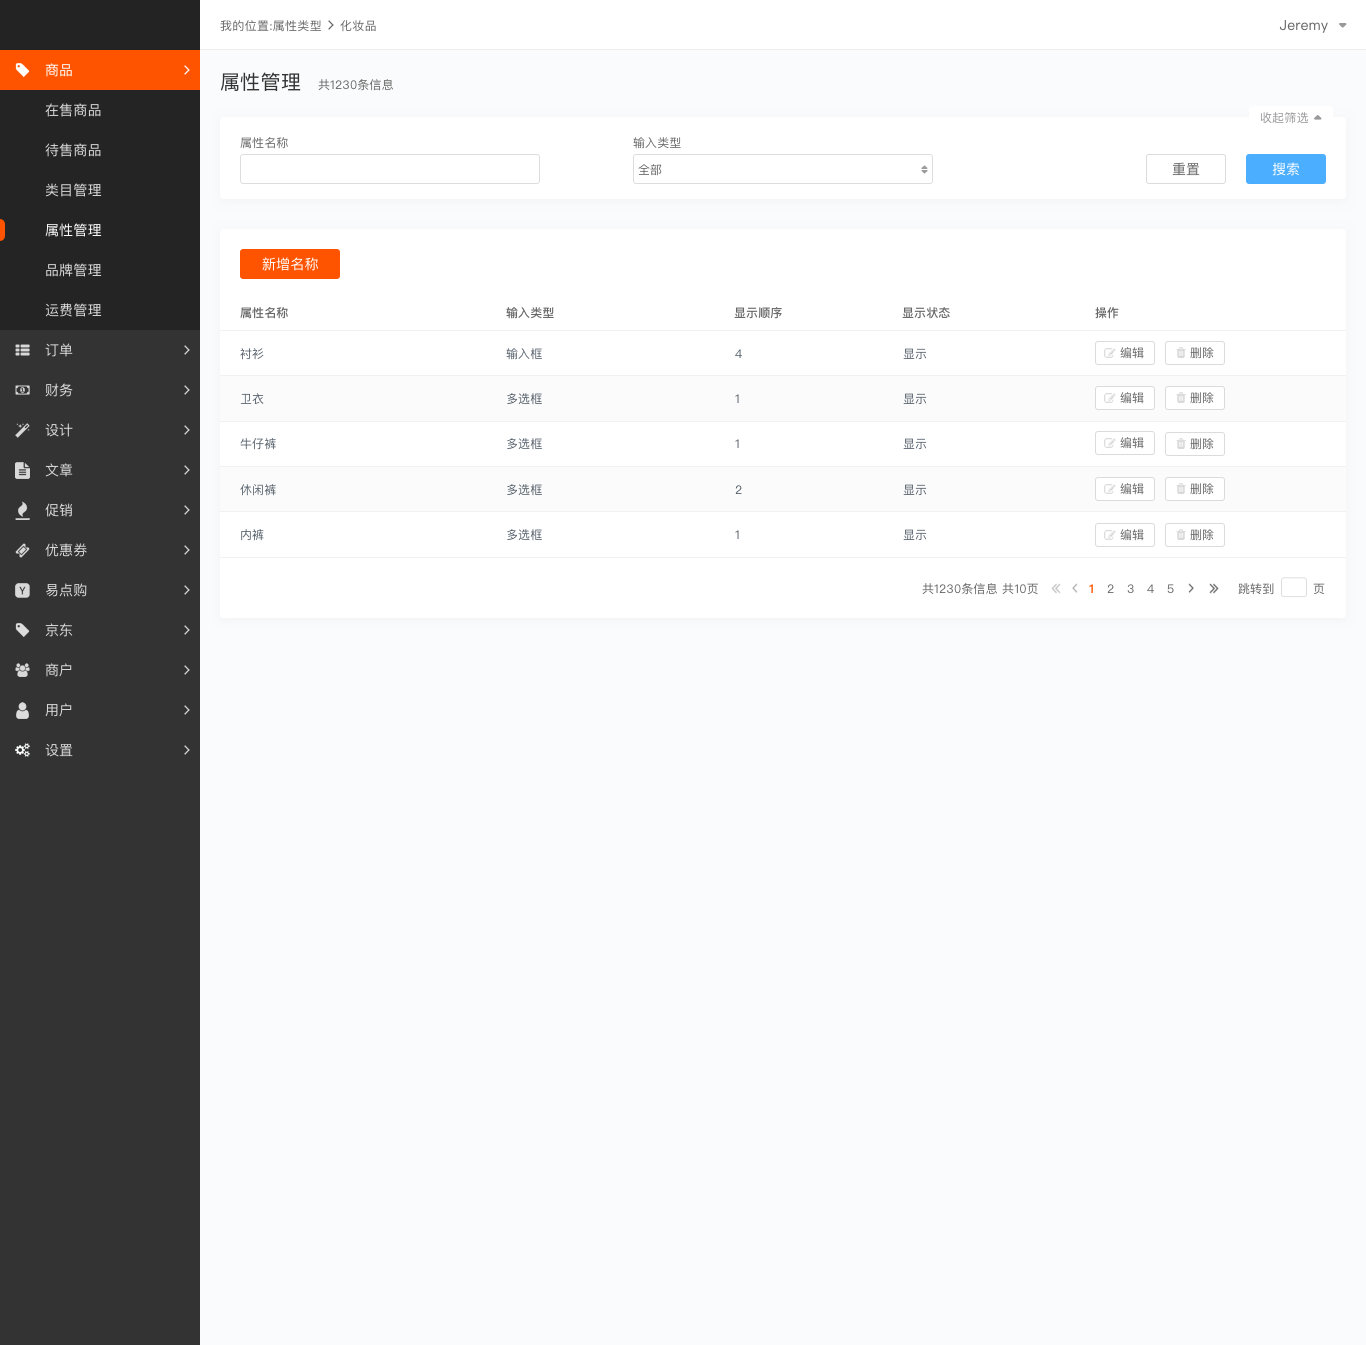 我的位置:属性类型 > 化妆品
Jeremy
商品
在售商品
待售商品
类目管理
属性管理
品牌管理
运费管理
订单
财务
设计
文章
促销
优惠券
易点购
京东
商户
用户
设置
属性管理 共1230条信息
收起筛选
属性名称 输入类型
全部 重置 搜索
新增名称
属性名称 输入类型 显示顺序 显示状态 操作
衬衫 输入框 4 显示 编辑 删除
卫衣 多选框 1 显示 编辑 删除
牛仔裤 多选框 1 显示 编辑 删除
休闲裤 多选框 2 显示 编辑 删除
内裤 多选框 1 显示 编辑 删除
共1230条信息 共10页 « ‹ 1 2 3 4 5 › » 跳转到 页